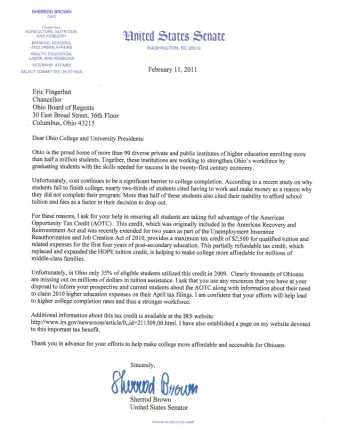 SHERROD BROWN
OHIO
COMMITTEES:
AGRICULTURE, NUTRITION,
AND FORESTRY
BANKING, HOUSING,
AND URBAN AFFAIRS
HEALTH, EDUCATION,
LABOR, AND PENSIONS
VETERANS' AFFAIRS
SELECT COMMITTEE ON ETHICS
United States Senate
WASHINGTON, DC 20510
February 11, 2011
Eric Fingerhut
Chancellor
Ohio Board of Regents
30 East Broad Street, 36th Floor
Columbus, Ohio 43215
Dear Ohio College and University Presidents:
Ohio is the proud home of more than 90 diverse private and public institutes of higher education enrolling more
than half a million students. Together, these institutions are working to strengthen Ohio's workforce by
graduating students with the skills needed for success in the twenty-first century economy.
Unfortunately, cost continues to be a significant barrier to college completion. According to a recent study on why
students fail to finish college, nearly two-thirds of students cited having to work and make money as a reason why
they did not complete their program. More than half of these students also cited their inability to afford school
tuition and fees as a factor in their decision to drop out.
For these reasons, I ask for your help in ensuring all students are taking full advantage of the American
Opportunity Tax Credit (AOTC). This credit, which was originally included in the American Recovery and
Reinvestment Act and was recently extended for two years as part of the Unemployment Insurance
Reauthorization and Job Creation Act of 2010, provides a maximum tax credit of $2,500 for qualified tuition and
related expenses for the first four years of post-secondary education. This partially refundable tax credit, which
replaced and expanded the HOPE tuition credit, is helping to make college more affordable for millions of
middle-class families.
Unfortunately, in Ohio only 35% of eligible students utilized this credit in 2009. Clearly thousands of Ohioans
are missing out on millions of dollars in tuition assistance. I ask that you use any resources that you have at your
disposal to inform your prospective and current students about the AOTC along with information about their need
to claim 2010 higher education expenses on their April tax filings. I am confident that your efforts will help lead
to higher college completion rates and thus a stronger workforce.
Additional information about this tax credit is available at the IRS website:
http://www.irs.gov/newsroom/article/0,,id=211309,00.html. I have also established a page on my website devoted
to this important tax benefit.
Thank you in advance for your efforts to help make college more affordable and accessible for Ohioans.
Sincerely,
Sherrod Brown
Sherrod Brown
United States Senator
PRINTED ON RECYCLED PAPER